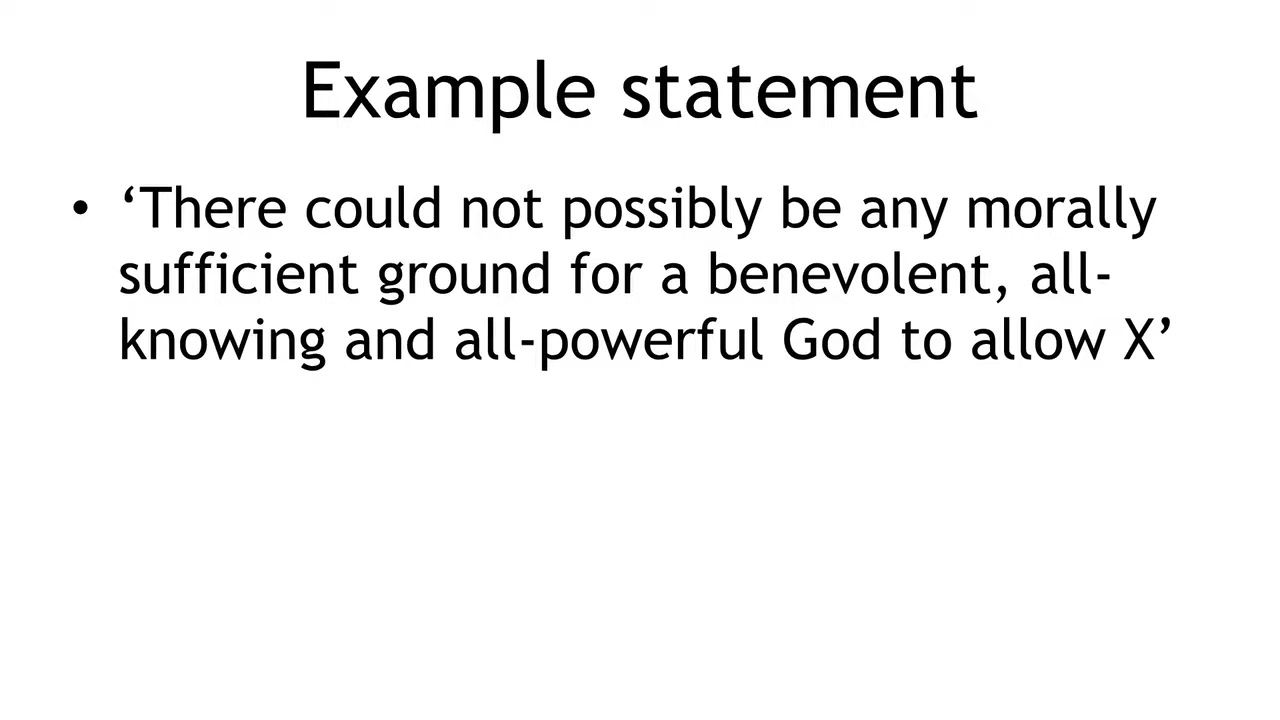 Example statement
• ‘There could not possibly be any morally
sufficient ground for a benevolent, all-
knowing and all-powerful God to allow X’